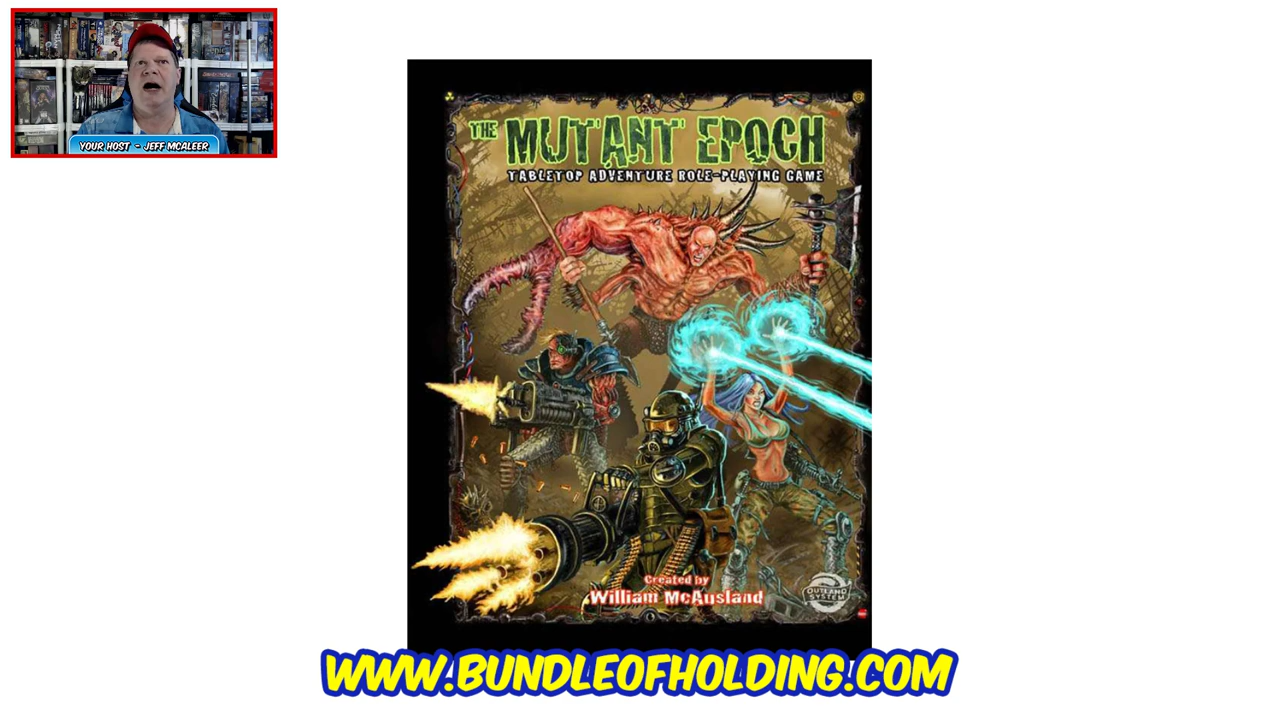 YOUR HOST - JEFF MCALEER
THE MUTANT EPOCH
TABLETOP ADVENTURE ROLE-PLAYING GAME
Created by
William McAusland
OUTLAND
SYSTEM
WWW.BUNDLEOFHOLDING.COM